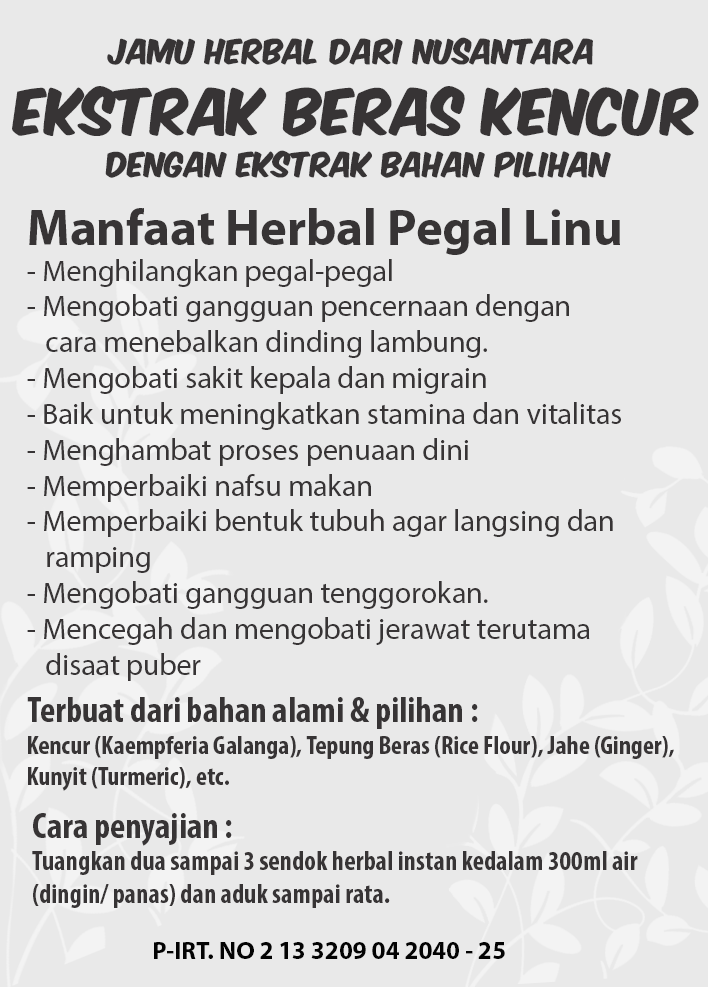 JAMU HERBAL DARI NUSANTARA
EKSTRAK BERAS KENCUR
DENGAN EKSTRAK BAHAN PILIHAN
Manfaat Herbal Pegal Linu
- Menghilangkan pegal-pegal
- Mengobati gangguan pencernaan dengan
cara menebalkan dinding lambung.
- Mengobati sakit kepala dan migrain
- Baik untuk meningkatkan stamina dan vitalitas
- Menghambat proses penuaan dini
- Memperbaiki nafsu makan
- Memperbaiki bentuk tubuh agar langsing dan
ramping
- Mengobati gangguan tenggorokan.
- Mencegah dan mengobati jerawat terutama
disaat puber
Terbuat dari bahan alami & pilihan :
Kencur (Kaempferia Galanga), Tepung Beras (Rice Flour), Jahe (Ginger),
Kunyit (Turmeric), etc.
Cara penyajian :
Tuangkan dua sampai 3 sendok herbal instan kedalam 300ml air
(dingin/ panas) dan aduk sampai rata.
P-IRT. NO 2 13 3209 04 2040 - 25